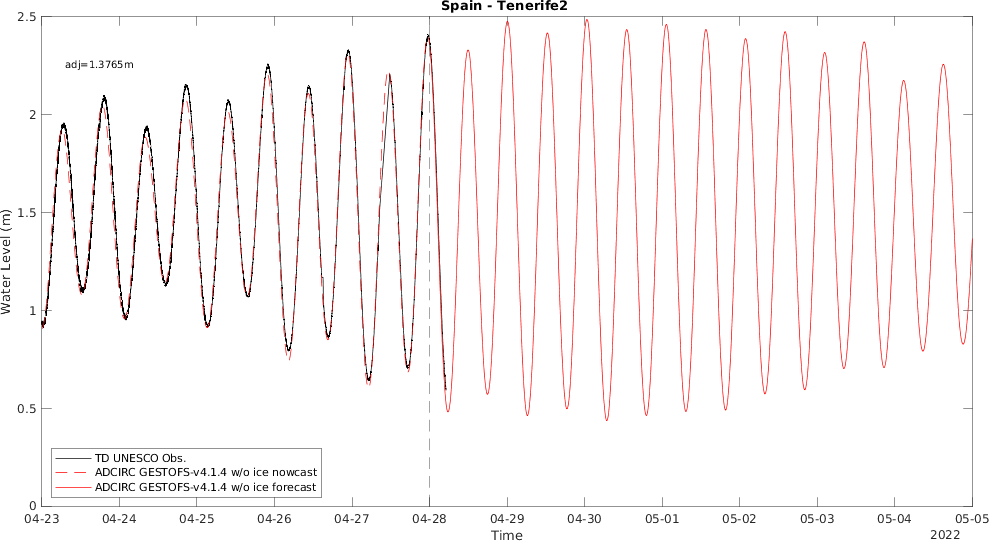 Spain - Tenerife2
adj=1.3765m
Water Level (m)
2.5
2
1.5
1
0.5
0
TD UNESCO Obs.
ADCIRC GESTOFS-v4.1.4 w/o ice nowcast
ADCIRC GESTOFS-v4.1.4 w/o ice forecast
04-23 04-24 04-25 04-26 04-27 04-28 04-29 04-30 05-01 05-02 05-03 05-04 05-05
Time
2022